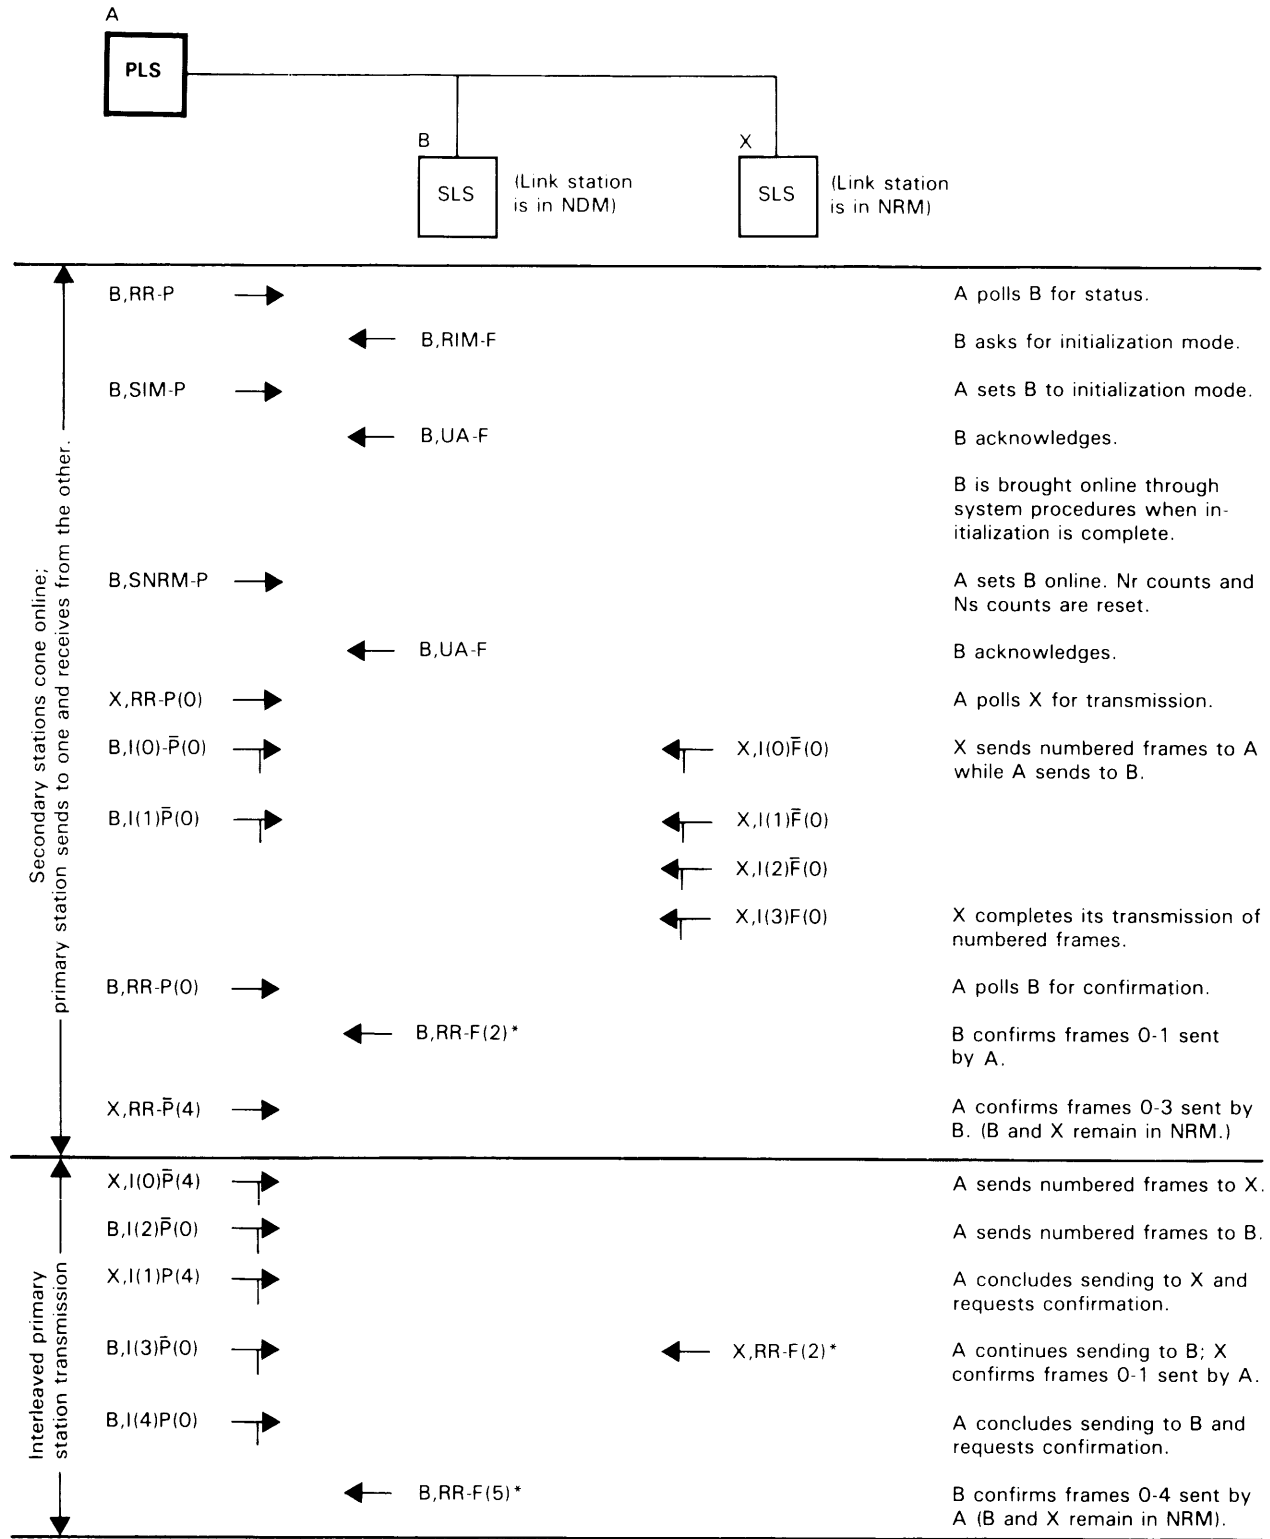 A
PLS
B
X
SLS
(Link station
is in NDM)
SLS
(Link station
is in NRM)
Secondary stations cone online;
primary station sends to one and receives from the other.
B,RR-P
A polls B for status.
B,RIM-F
B asks for initialization mode.
B,SIM-P
A sets B to initialization mode.
B,UA-F
B acknowledges.
B is brought online through
system procedures when in-
itialization is complete.
B,SNRM-P
A sets B online. Nr counts and
Ns counts are reset.
B,UA-F
B acknowledges.
X,RR-P(0)
A polls X for transmission.
B,I(0)-P̅(0)
X,I(0)F̅(0)
X sends numbered frames to A
while A sends to B.
B,I(1)P̅(0)
X,I(1)F̅(0)
X,I(2)F̅(0)
X,I(3)F(0)
X completes its transmission of
numbered frames.
B,RR-P(0)
A polls B for confirmation.
B,RR-F(2)*
B confirms frames 0-1 sent
by A.
X,RR-P̅(4)
A confirms frames 0-3 sent by
B. (B and X remain in NRM.)
Interleaved primary
station transmission
X,I(0)P̅(4)
A sends numbered frames to X.
B,I(2)P̅(0)
A sends numbered frames to B.
X,I(1)P(4)
A concludes sending to X and
requests confirmation.
B,I(3)P̅(0)
X,RR-F(2)*
A continues sending to B; X
confirms frames 0-1 sent by A.
B,I(4)P(0)
A concludes sending to B and
requests confirmation.
B,RR-F(5)*
B confirms frames 0-4 sent by
A (B and X remain in NRM).